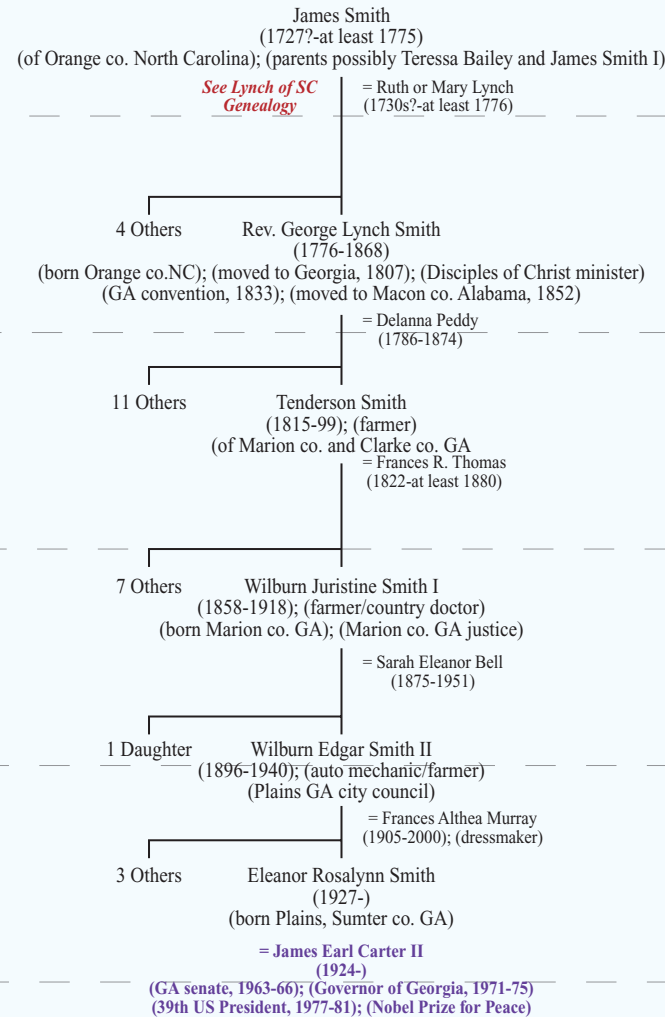 James Smith
(1727?-at least 1775)
(of Orange co. North Carolina); (parents possibly Teressa Bailey and James Smith I)
See Lynch of SC
Genealogy
= Ruth or Mary Lynch
(1730s?-at least 1776)
4 Others
Rev. George Lynch Smith
(1776-1868)
(born Orange co.NC); (moved to Georgia, 1807); (Disciples of Christ minister)
(GA convention, 1833); (moved to Macon co. Alabama, 1852)
= Delanna Peddy
(1786-1874)
11 Others
Tenderson Smith
(1815-99); (farmer)
(of Marion co. and Clarke co. GA
= Frances R. Thomas
(1822-at least 1880)
7 Others
Wilburn Juristine Smith I
(1858-1918); (farmer/country doctor)
(born Marion co. GA); (Marion co. GA justice)
= Sarah Eleanor Bell
(1875-1951)
1 Daughter
Wilburn Edgar Smith II
(1896-1940); (auto mechanic/farmer)
(Plains GA city council)
= Frances Althea Murray
(1905-2000); (dressmaker)
3 Others
Eleanor Rosalynn Smith
(1927-)
(born Plains, Sumter co. GA)
= James Earl Carter II
(1924-)
(GA senate, 1963-66); (Governor of Georgia, 1971-75)
(39th US President, 1977-81); (Nobel Prize for Peace)